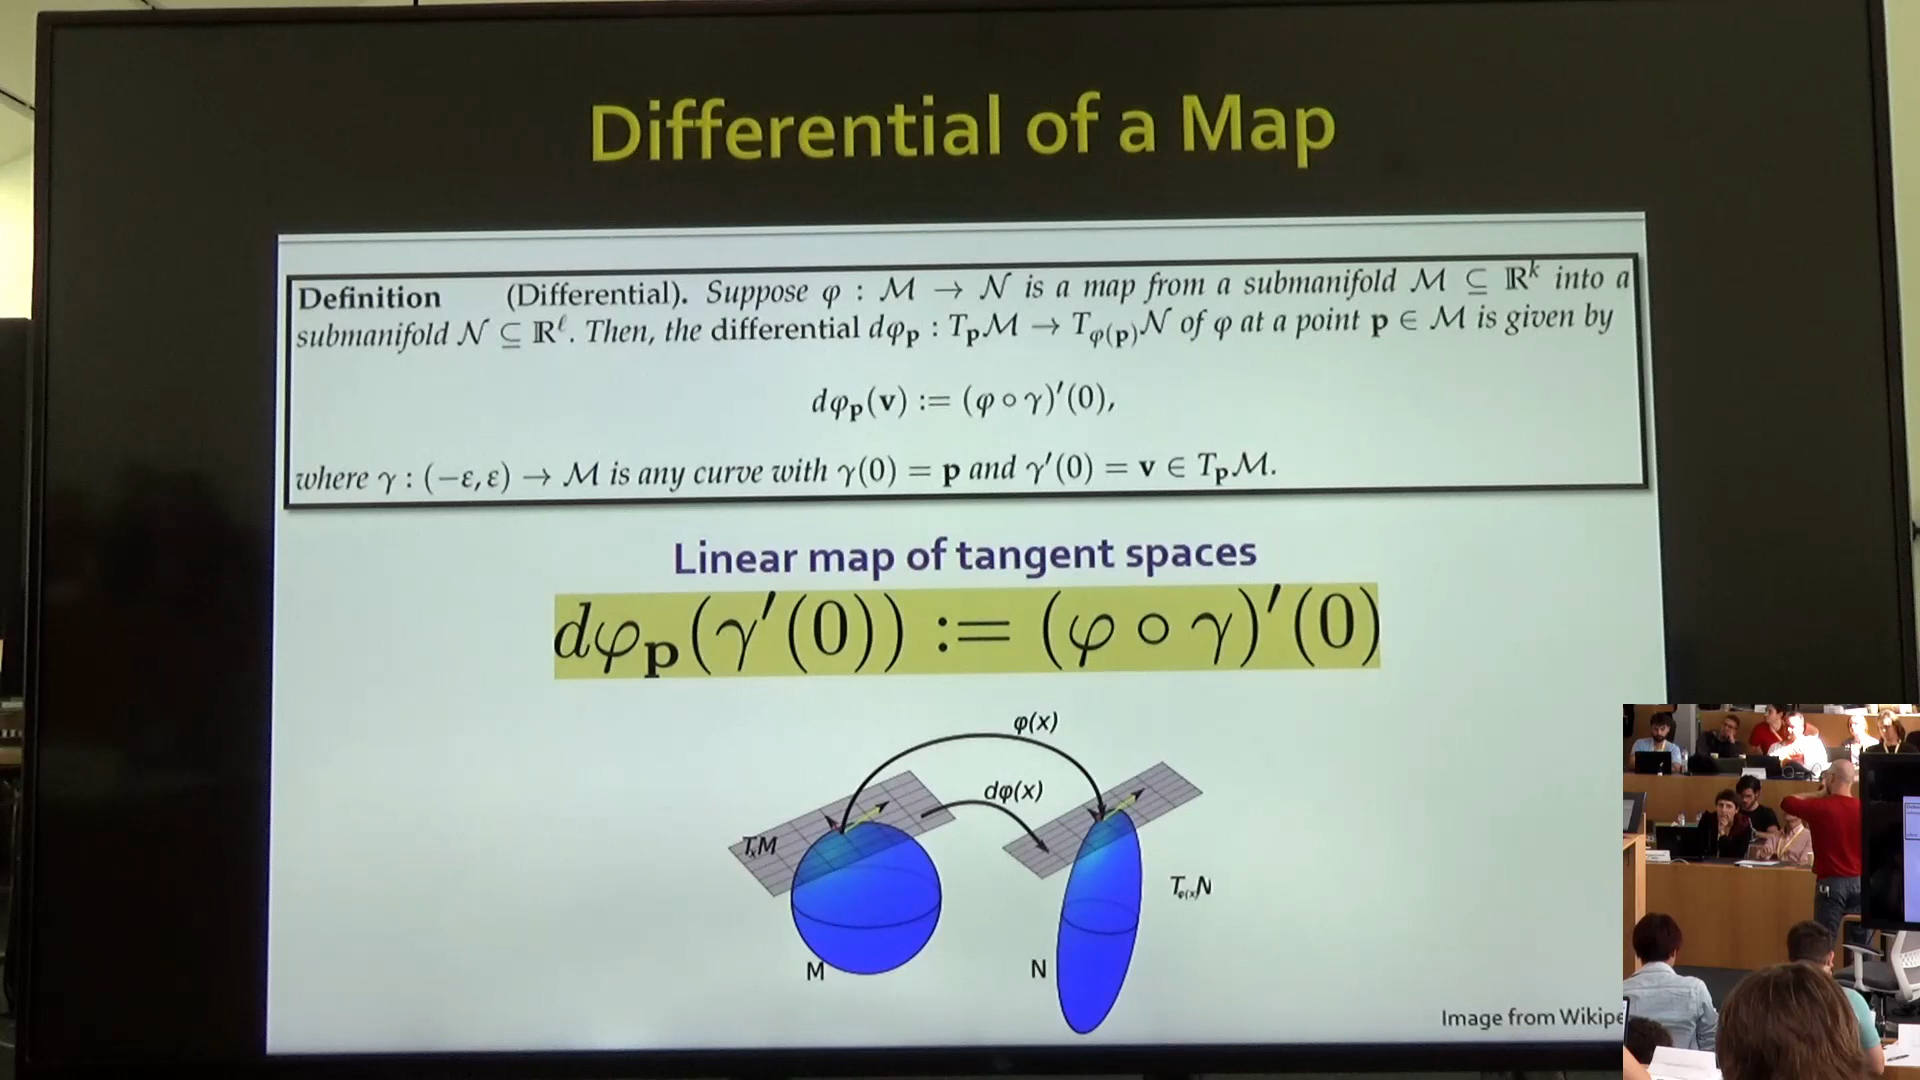 Differential of a Map
Definition (Differential). Suppose φ : ℳ → 𝒩 is a map from a submanifold ℳ ⊆ ℝᵏ into a
submanifold 𝒩 ⊆ ℝ^ℓ. Then, the differential dφ_𝐩 : T_𝐩ℳ → T_φ(𝐩)𝒩 of φ at a point 𝐩 ∈ ℳ is given by
dφ_𝐩(𝐯) := (φ ∘ γ)′(0),
where γ : (−ε, ε) → ℳ is any curve with γ(0) = 𝐩 and γ′(0) = 𝐯 ∈ T_𝐩ℳ.
Linear map of tangent spaces
dφ_𝐩(γ′(0)) := (φ ∘ γ)′(0)
φ(x)
dφ(x)
TₓM
T_φ(x)N
M
N
Image from